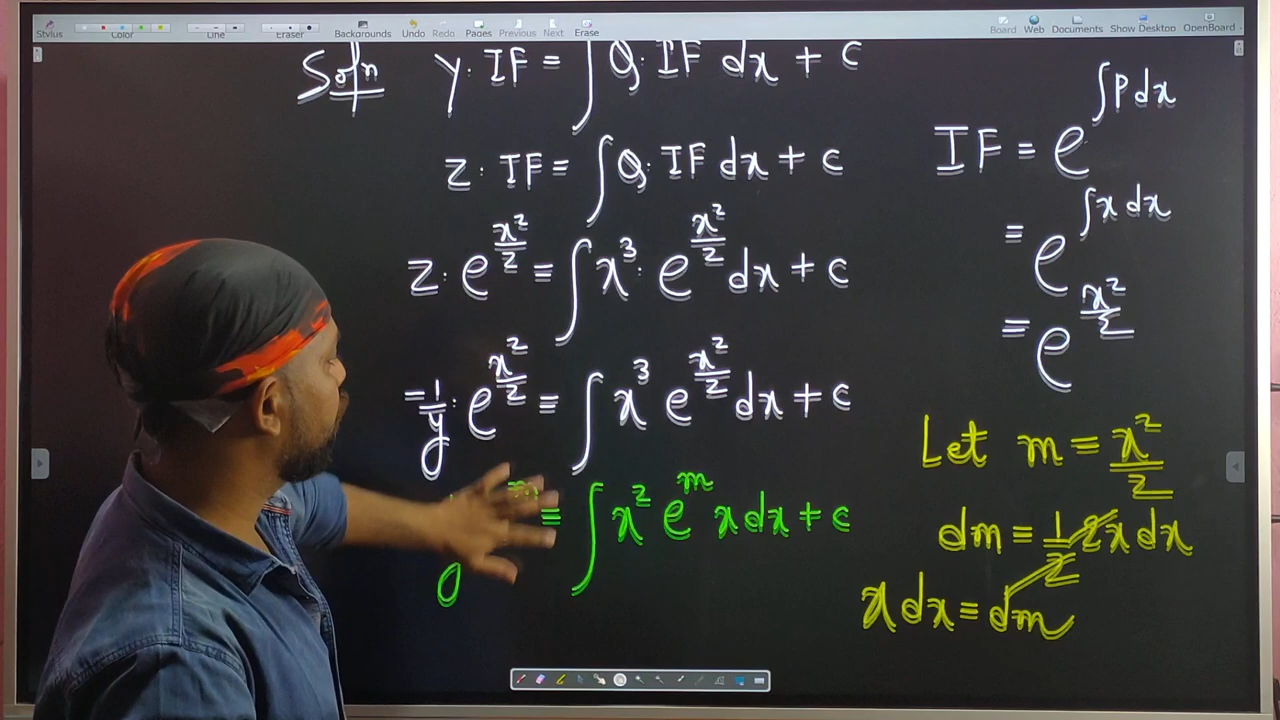 Stylus Color Line Eraser Backgrounds Undo Redo Pages Previous Next Erase Board Web Documents Show Desktop OpenBoard
Soln y. IF = ∫ Q. IF dx + c
z. IF = ∫ Q. IF dx + c
z. e^(x²/2) = ∫ x³. e^(x²/2) dx + c
-1/y. e^(x²/2) = ∫ x³ e^(x²/2) dx + c
m = ∫ x² e^m x dx + c
IF = e^(∫P dx)
= e^(∫x dx)
= e^(x²/2)
Let m = x²/2
dm = 1/2 2x dx
x dx = dm